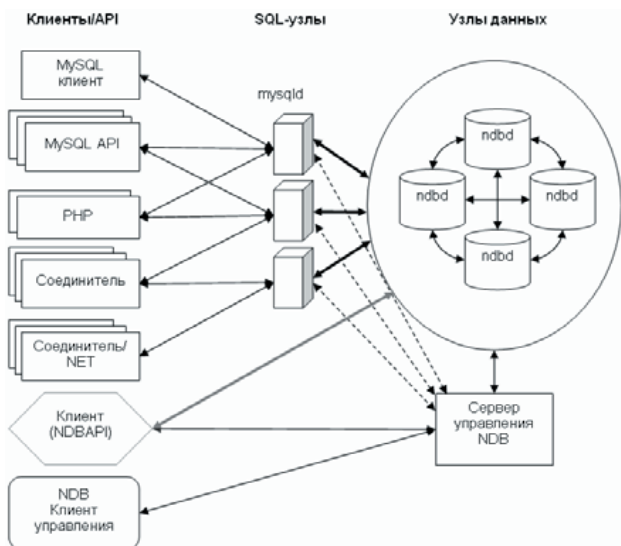 Клиенты/API
SQL-узлы
Узлы данных
MySQL
клиент
mysqld
MySQL API
PHP
Соединитель
Соединитель/
NET
Клиент
(NDBAPI)
NDB
Клиент
управления
ndbd
ndbd
ndbd
ndbd
Сервер
управления
NDB